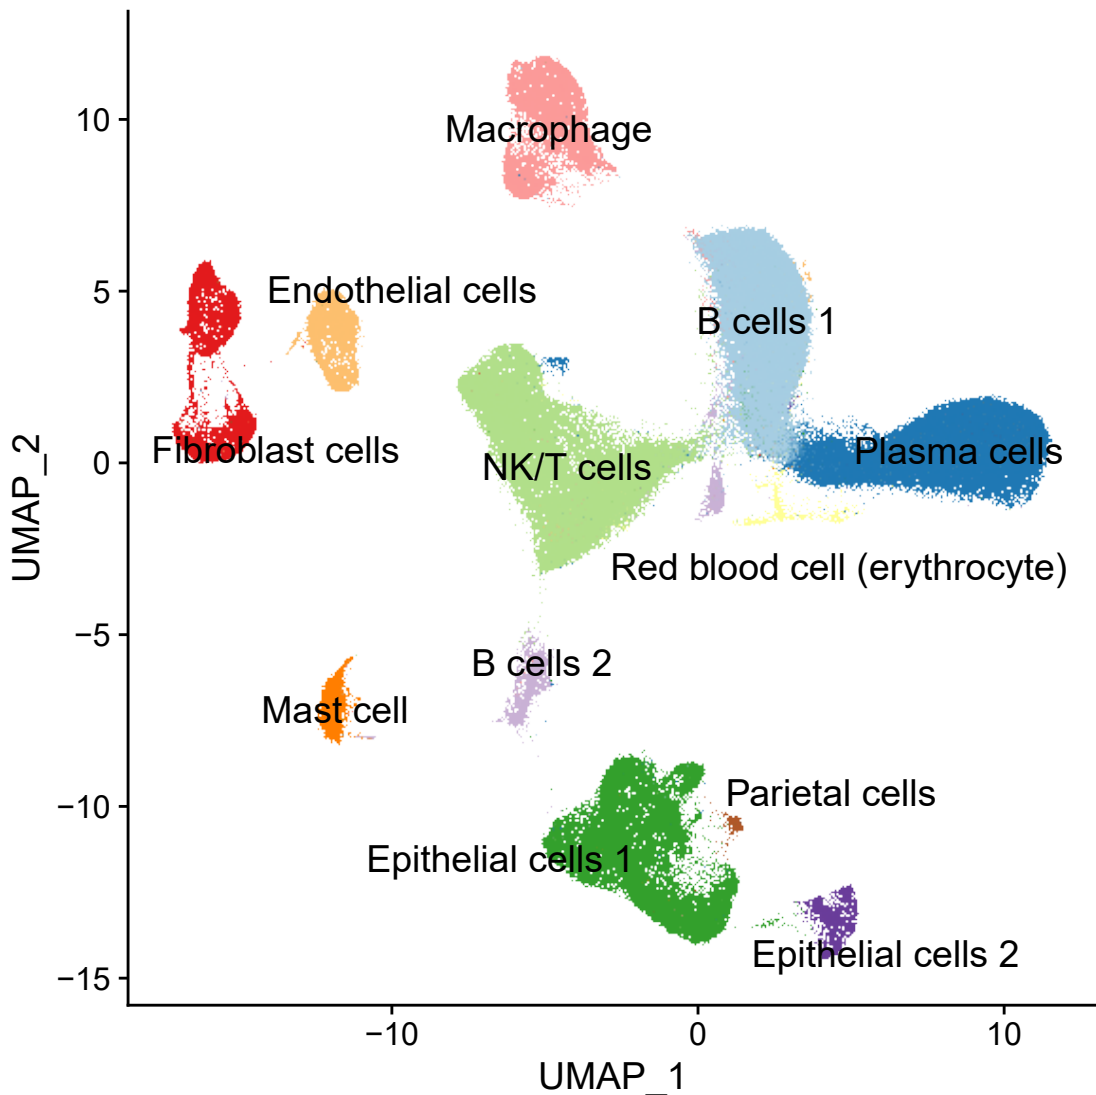 Macrophage
Endothelial cells
B cells 1
Fibroblast cells
NK/T cells
Plasma cells
Red blood cell (erythrocyte)
B cells 2
Mast cell
Parietal cells
Epithelial cells 1
Epithelial cells 2
10
5
0
−5
−10
−15
UMAP_2
−10
0
10
UMAP_1